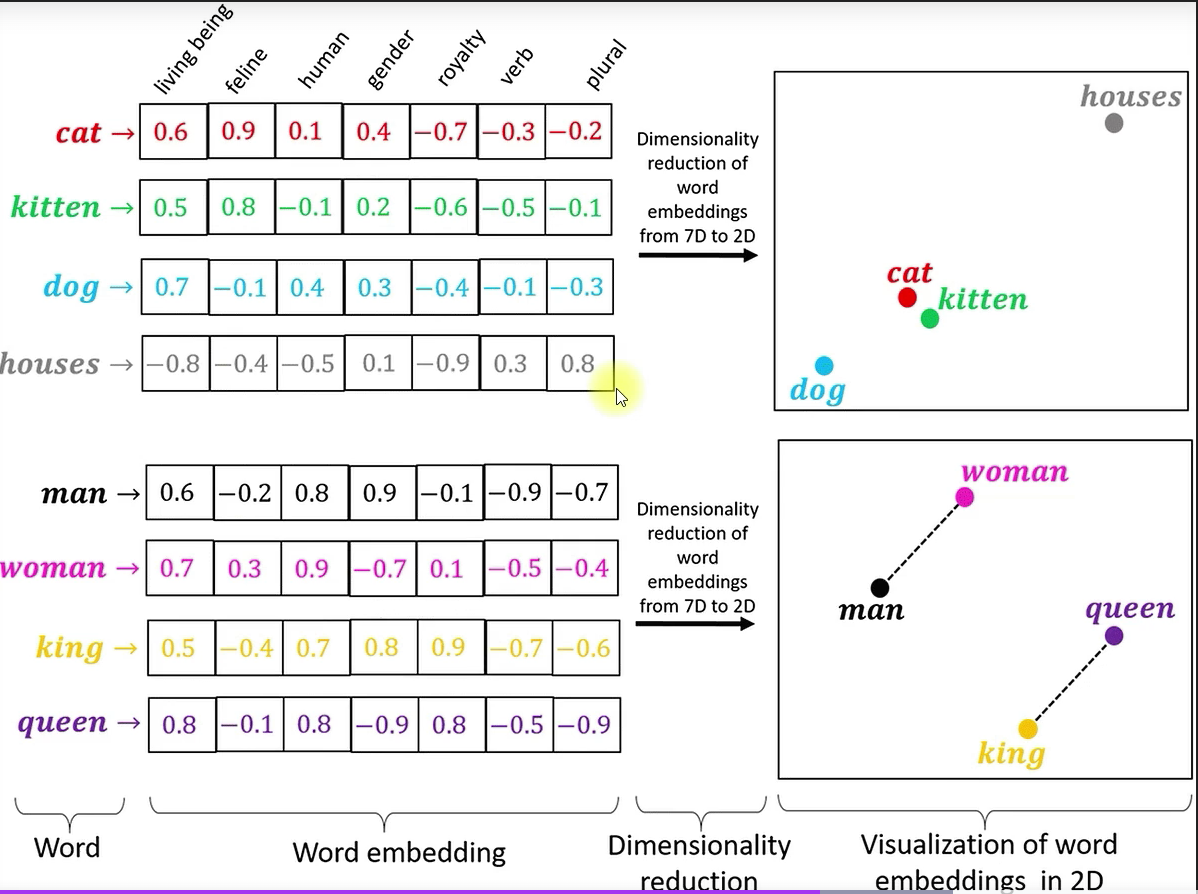 living being feline human gender royalty verb plural
cat → 0.6 0.9 0.1 0.4 −0.7 −0.3 −0.2
kitten → 0.5 0.8 −0.1 0.2 −0.6 −0.5 −0.1
dog → 0.7 −0.1 0.4 0.3 −0.4 −0.1 −0.3
houses → −0.8 −0.4 −0.5 0.1 −0.9 0.3 0.8
Dimensionality
reduction of
word
embeddings
from 7D to 2D
houses
cat
kitten
dog
man → 0.6 −0.2 0.8 0.9 −0.1 −0.9 −0.7
woman → 0.7 0.3 0.9 −0.7 0.1 −0.5 −0.4
king → 0.5 −0.4 0.7 0.8 0.9 −0.7 −0.6
queen → 0.8 −0.1 0.8 −0.9 0.8 −0.5 −0.9
Dimensionality
reduction of
word
embeddings
from 7D to 2D
woman
man
queen
king
Word
Word embedding
Dimensionality
reduction
Visualization of word
embeddings in 2D